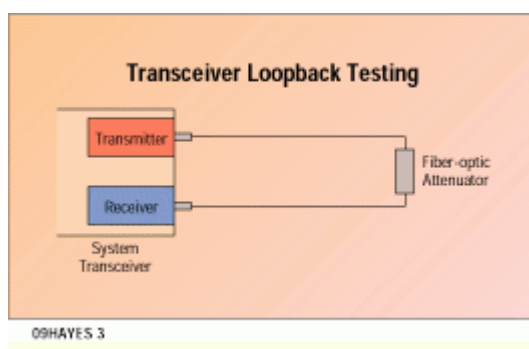 Transceiver Loopback Testing
Transmitter
Fiber-optic
Attenuator
Receiver
System
Transceiver
09HAYES 3